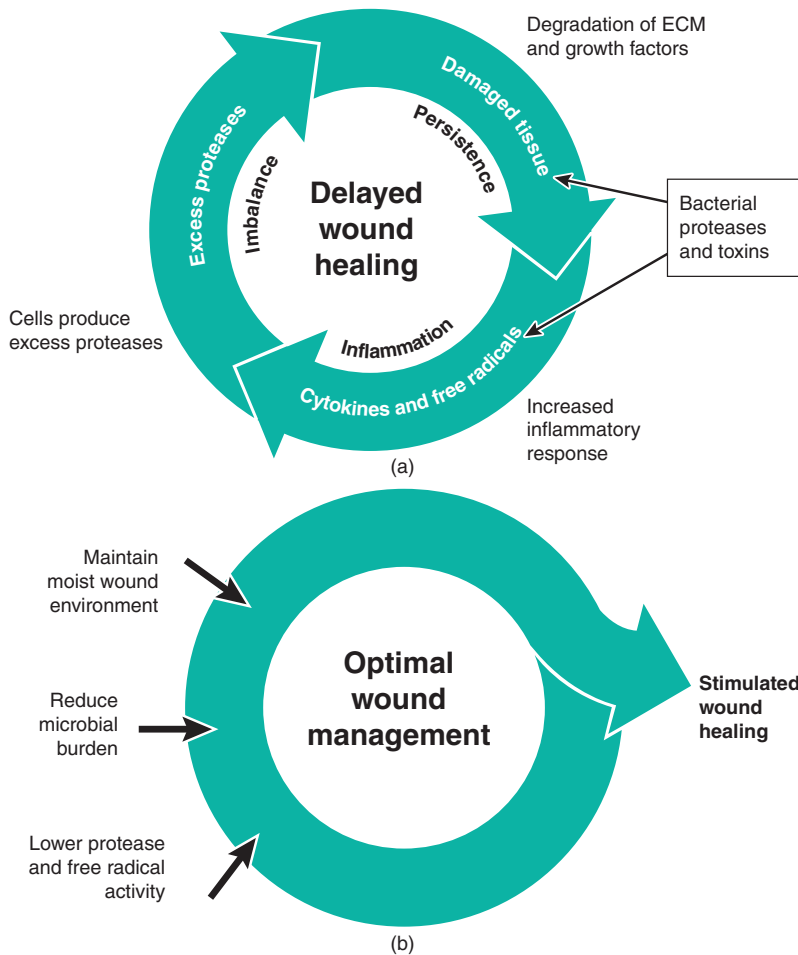 Degradation of ECM
and growth factors
Damaged tissue
Persistence
Excess proteases
Imbalance
Delayed
wound
healing
Bacterial
proteases
and toxins
Cells produce
excess proteases
Inflammation
Cytokines and free radicals
Increased
inflammatory
response
(a)
Maintain
moist wound
environment
Optimal
wound
management
Reduce
microbial
burden
Stimulated
wound
healing
Lower protease
and free radical
activity
(b)